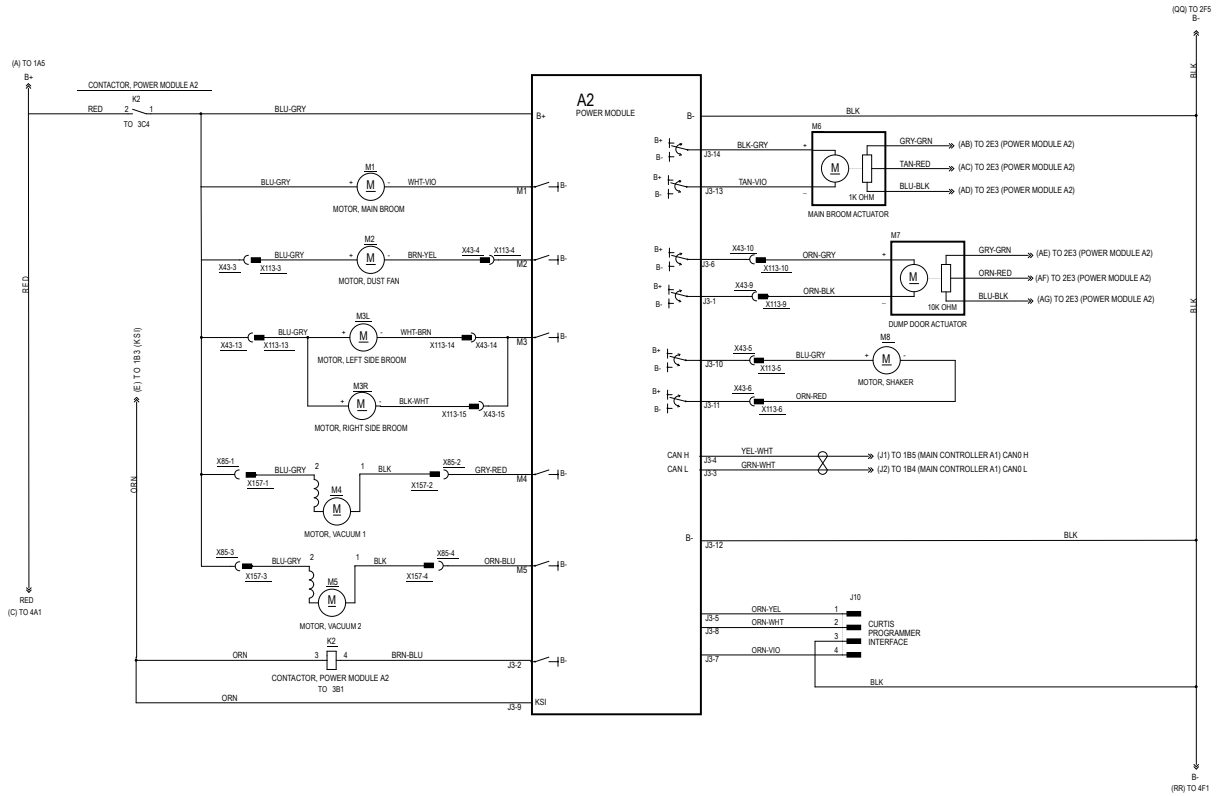 (QQ) TO 2F5
B-
(A) TO 1A5
B+
BLK
CONTACTOR, POWER MODULE A2
K2
RED 2 1 BLU-GRY
TO 3C4
A2
POWER MODULE
B+
B-
BLK
M6
B+
B-
J3-14
BLK-GRY
+
M
GRY-GRN
(AB) TO 2E3 (POWER MODULE A2)
TAN-RED
(AC) TO 2E3 (POWER MODULE A2)
B+
B-
J3-13
TAN-VIO
–
BLU-BLK
(AD) TO 2E3 (POWER MODULE A2)
1K OHM
MAIN BROOM ACTUATOR
M1
BLU-GRY + M - WHT-VIO
M1
B-
MOTOR, MAIN BROOM
M2
X43-3
X113-3
BLU-GRY + M - BRN-YEL
X43-4 X113-4
M2
B-
MOTOR, DUST FAN
M7
B+
B-
J3-6
X43-10
X113-10
ORN-GRY
+
M
GRY-GRN
(AE) TO 2E3 (POWER MODULE A2)
ORN-RED
(AF) TO 2E3 (POWER MODULE A2)
B+
B-
J3-1
X43-9
X113-9
ORN-BLK
–
BLU-BLK
(AG) TO 2E3 (POWER MODULE A2)
10K OHM
DUMP DOOR ACTUATOR
RED
BLK
M3L
X43-13
X113-13
BLU-GRY + M - WHT-BRN
X113-14
X43-14
M3
B-
MOTOR, LEFT SIDE BROOM
M3R
+ M - BLK-WHT
X113-15
X43-15
MOTOR, RIGHT SIDE BROOM
(E) TO 1B3 (KSI)
M8
B+
B-
J3-10
X43-5
X113-5
BLU-GRY
+ M -
MOTOR, SHAKER
B+
B-
J3-11
X43-6
X113-6
ORN-RED
CAN H
J3-4
YEL-WHT
(J1) TO 1B5 (MAIN CONTROLLER A1) CAN0 H
CAN L
J3-3
GRN-WHT
(J2) TO 1B4 (MAIN CONTROLLER A1) CAN0 L
X85-1
X157-1
BLU-GRY 2 1 BLK
X85-2
X157-2
GRY-RED
M4
B-
M4
M
MOTOR, VACUUM 1
ORN
B-
J3-12
BLK
X85-3
X157-3
BLU-GRY 2 1 BLK
X85-4
X157-4
ORN-BLU
M5
B-
M5
M
MOTOR, VACUUM 2
RED
(C) TO 4A1
J10
J3-5
ORN-YEL 1
J3-8
ORN-WHT 2
3
J3-7
ORN-VIO 4
CURTIS
PROGRAMMER
INTERFACE
BLK
K2
ORN 3 4 BRN-BLU
J3-2
B-
CONTACTOR, POWER MODULE A2
TO 3B1
ORN
J3-9
KSI
B-
(RR) TO 4F1